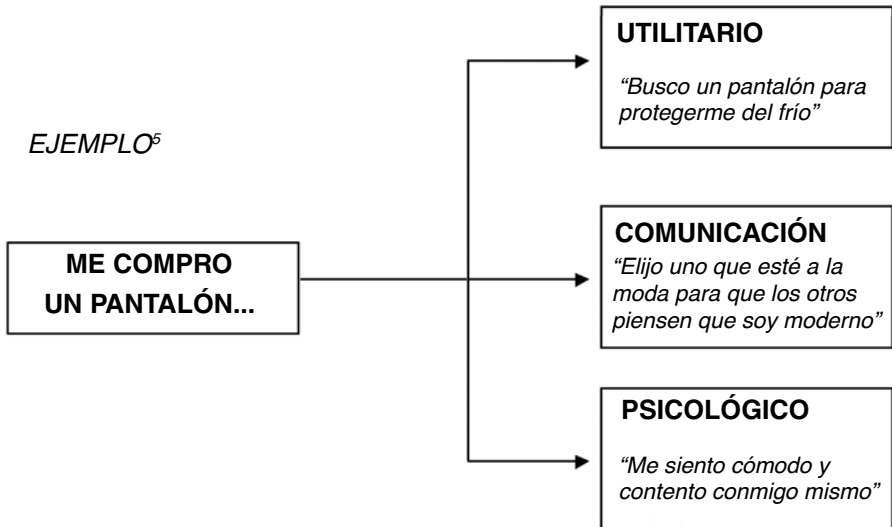 EJEMPLO⁵
ME COMPRO
UN PANTALÓN...
UTILITARIO
“Busco un pantalón para
protegerme del frío”
COMUNICACIÓN
“Elijo uno que esté a la
moda para que los otros
piensen que soy moderno”
PSICOLÓGICO
“Me siento cómodo y
contento conmigo mismo”